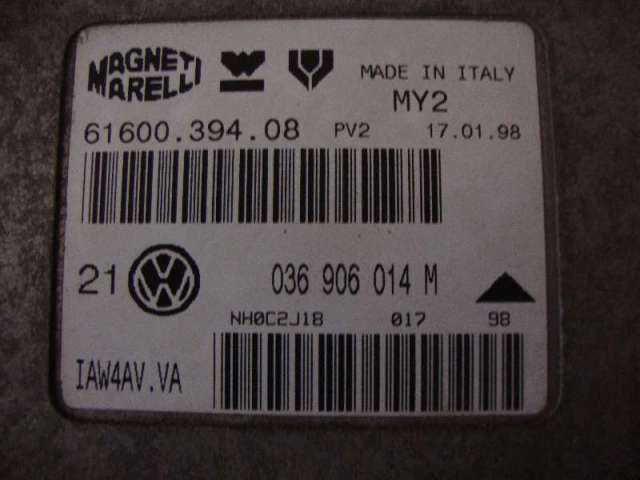 MAGNETI MARELLI
MADE IN ITALY
MY2
61600.394.08 PV2 17.01.98
21 VW 036 906 014 M
NH0C2J18 017 98
IAW4AV.VA